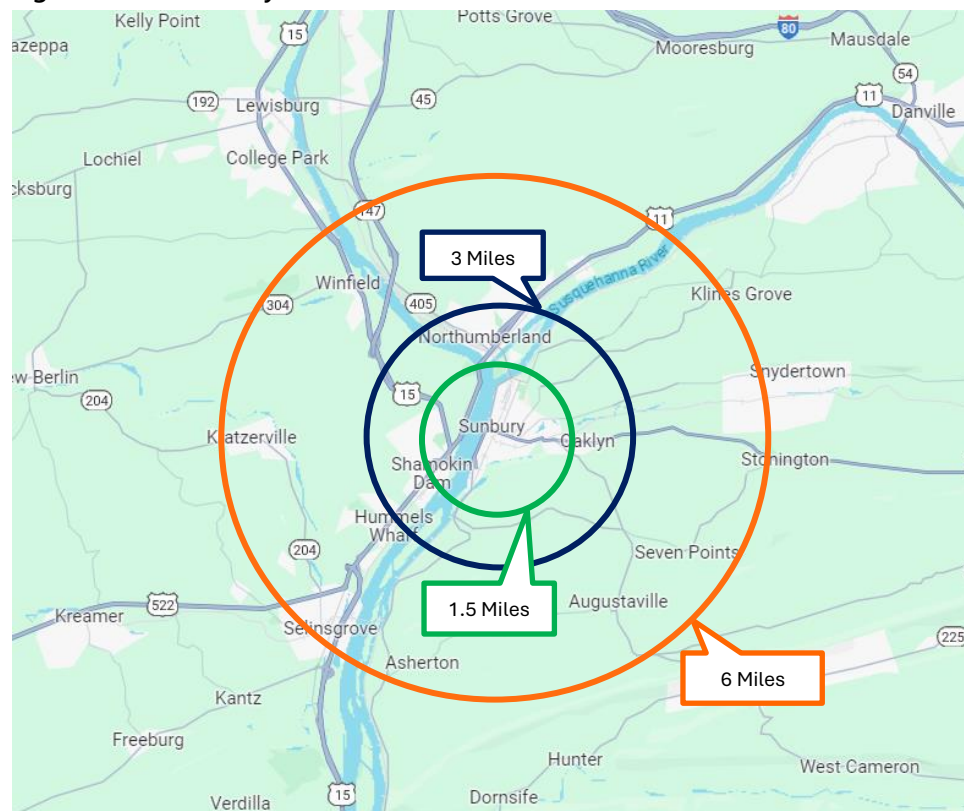 Kelly Point
Potts Grove
15
80
Mausdale
azeppa
Mooresburg
54
192
45
11
Lewisburg
Danville
Lochiel
College Park
cksburg
147
11
3 Miles
Susquehanna River
Winfield
Klines Grove
304
405
Northumberland
ew Berlin
Snydertown
15
204
Sunbury
Klatzerville
Oaklyn
Shamokin
Dam
Stonington
Hummels
Wharf
204
Seven Points
522
1.5 Miles
Augustaville
Kreamer
Selinsgrove
225
Asherton
6 Miles
Kantz
Freeburg
Hunter
West Cameron
15
Verdilla
Dornsife